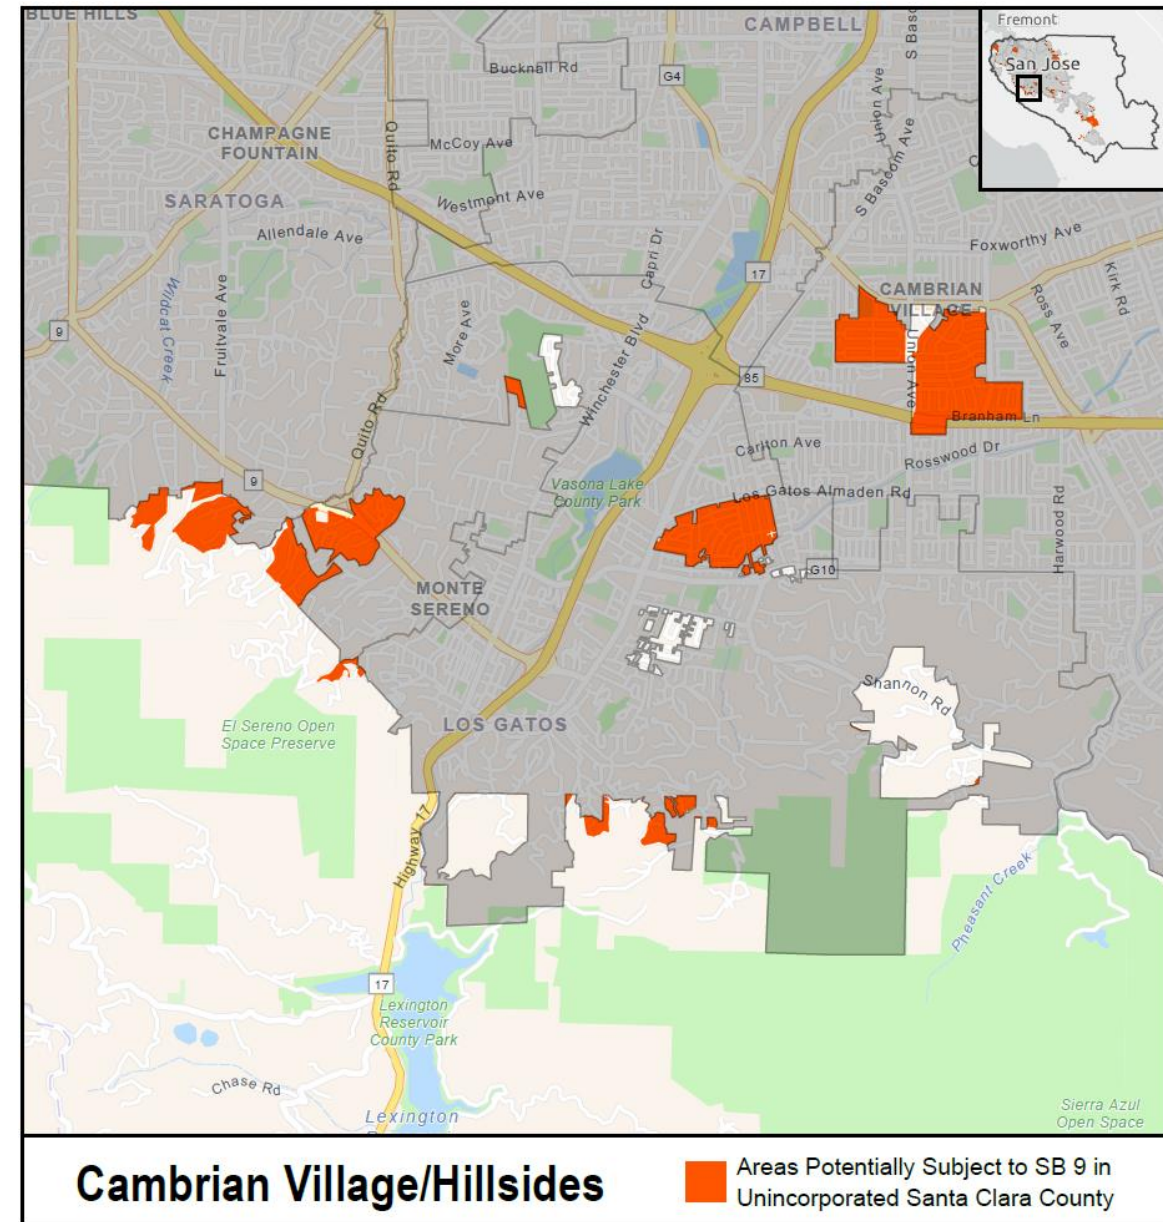 BLUE HILLS
CAMPBELL
S Basc
Fremont
San Jose
Bucknall Rd
G4
Union Ave
CHAMPAGNE
FOUNTAIN
Quito Rd
McCoy Ave
S Bascom Ave
Westmont Ave
SARATOGA
Allendale Ave
Foxworthy Ave
Capri Dr
17
Kirk Rd
Wildcat Creek
Fruitvale Ave
CAMBRIAN
VILLAGE
Ross Ave
9
More Ave
Winchester Blvd
Union Ave
85
Quito Rd
Branham Ln
Carlton Ave
Rosswood Dr
9
Vasona Lake
County Park
Los Gatos Almaden Rd
Harwood Rd
G10
MONTE
SERENO
Shannon Rd
El Sereno Open
Space Preserve
LOS GATOS
Highway 17
Pheasant Creek
17
Lexington
Reservoir
County Park
Chase Rd
Lexington
Sierra Azul
Open Space
Cambrian Village/Hillsides
Areas Potentially Subject to SB 9 in
Unincorporated Santa Clara County